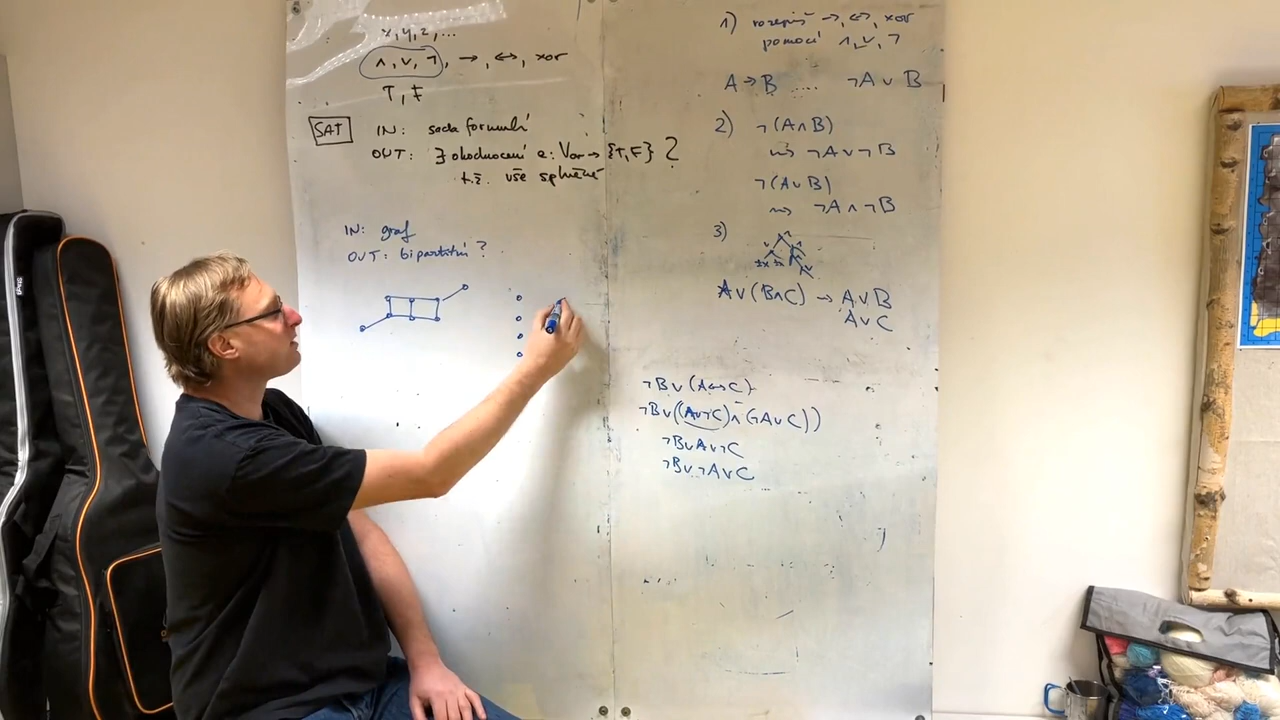 x, y, z, ...
∧, ∨, ¬, →, ↔, xor
T, F
SAT IN: sada formulí
OUT: ∃ ohodnocení a: Var → {T, F} ?
t.ž. vše splněné
IN: graf
OUT: bipartitní ?
1) rozepiš →, ↔, xor
pomocí ∧, ∨, ¬
A → B .... ¬A ∨ B
2) ¬(A∧B)
⇝ ¬A ∨ ¬B
¬(A∨B)
⇝ ¬A ∧ ¬B
3)
A∨(B∧C) → A∨B
A∨C
¬B∨(A↔C)
¬B∨((A∨¬C)∧(¬A∨C))
¬B∨A∨¬C
¬B∨¬A∨C